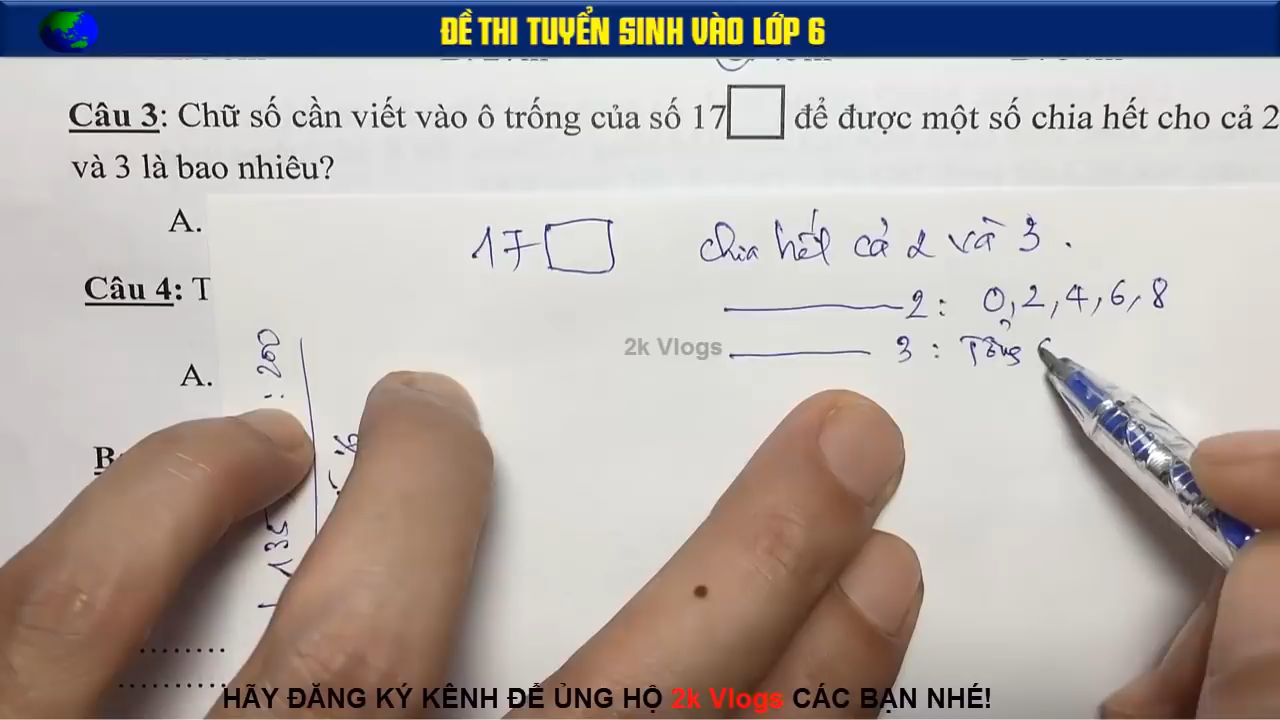 ĐỀ THI TUYỂN SINH VÀO LỚP 6
Câu 3: Chữ số cần viết vào ô trống của số 17 để được một số chia hết cho cả 2
và 3 là bao nhiêu?
A.
17 chia hết cả 2 và 3.
2: 0, 2, 4, 6, 8
2k Vlogs
3: Tổng
Câu 4: T
A.
: 200
135
HÃY ĐĂNG KÝ KÊNH ĐỂ ỦNG HỘ 2k Vlogs CÁC BẠN NHÉ!